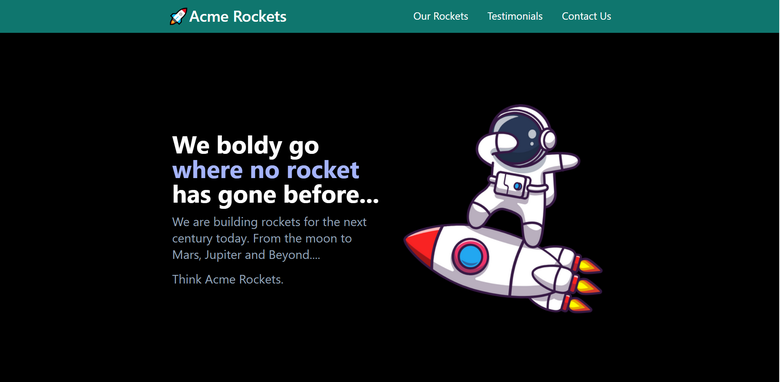 Acme Rockets
Our Rockets Testimonials Contact Us
We boldy go
where no rocket
has gone before...
We are building rockets for the next
century today. From the moon to
Mars, Jupiter and Beyond....
Think Acme Rockets.